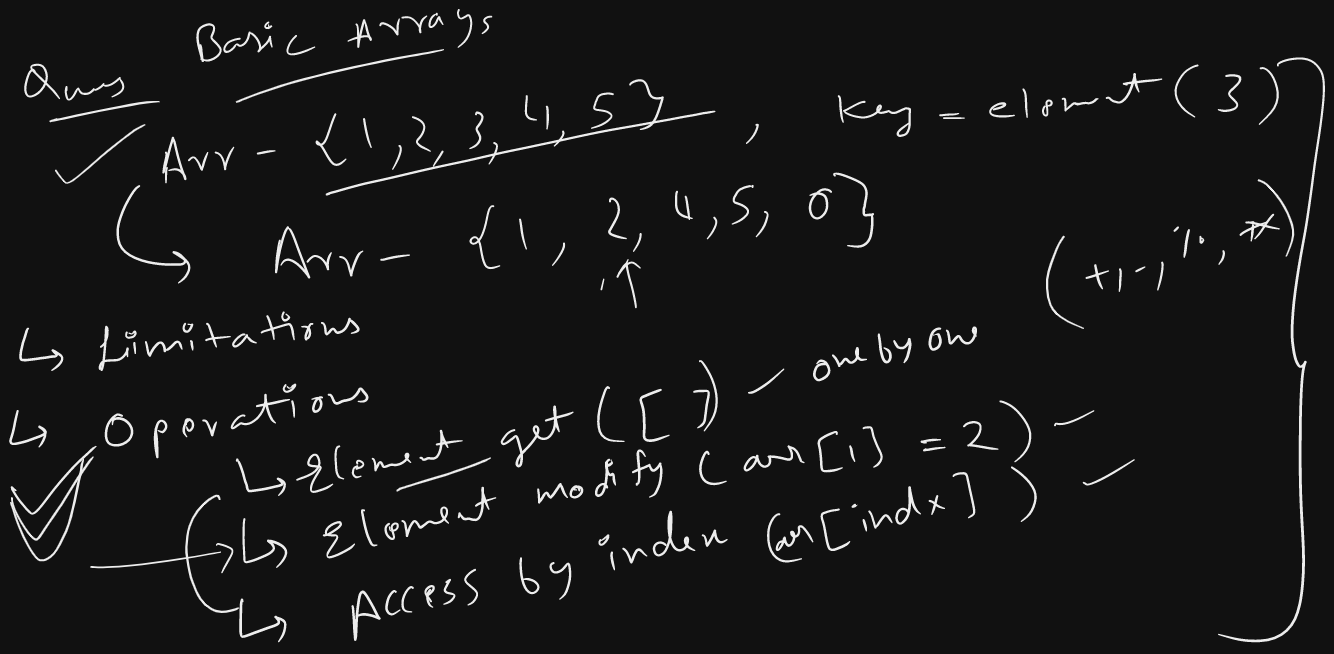 Basic Arrays
Ques
Arr - {1,2,3,4,5} , Key = element (3)
Arr - {1, 2, 4,5, 0}
(+,-,%,*)
Limitations
Operations
Element get ([ ]) - one by one
Element modify (arr[1] = 2) -
Access by index (arr[indx]) -